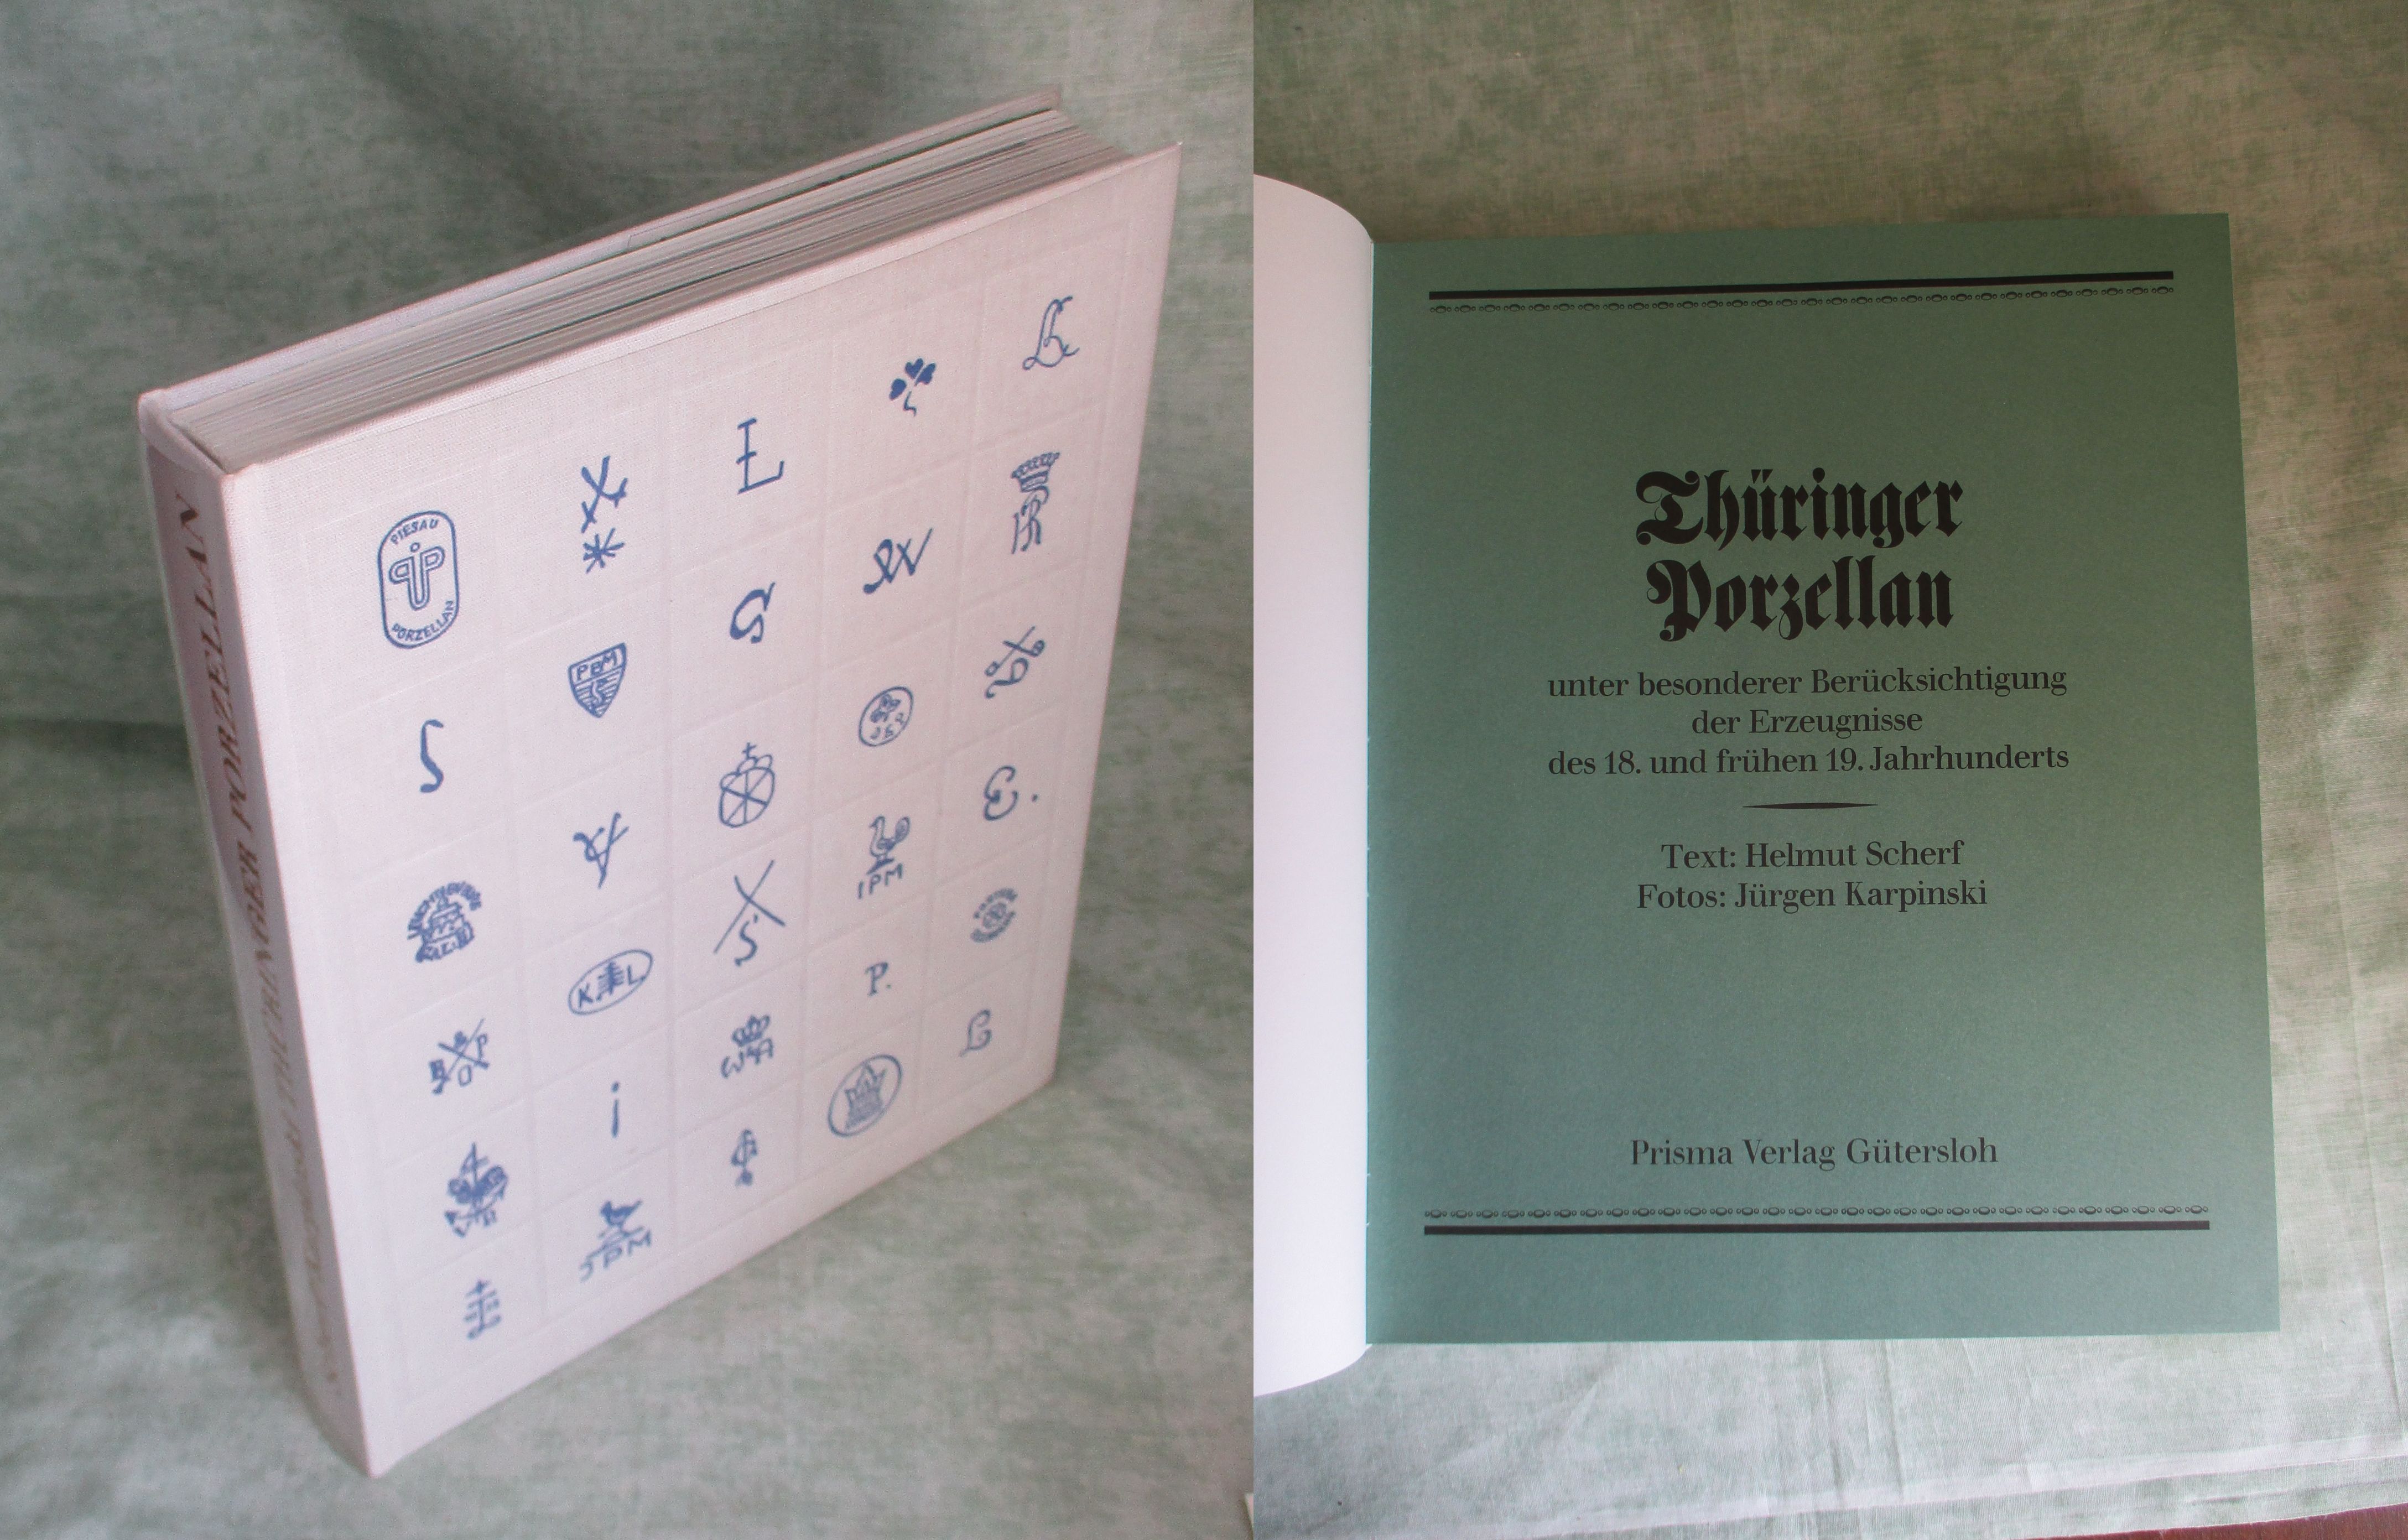 THÜRINGER PORZELLAN
PIESAU
PORZELLAN
L
S
PBM
S
W
S
K L
IPM
E.
P.
i
L
JPM
Thüringer
Porzellan
unter besonderer Berücksichtigung
der Erzeugnisse
des 18. und frühen 19. Jahrhunderts
Text: Helmut Scherf
Fotos: Jürgen Karpinski
Prisma Verlag Gütersloh